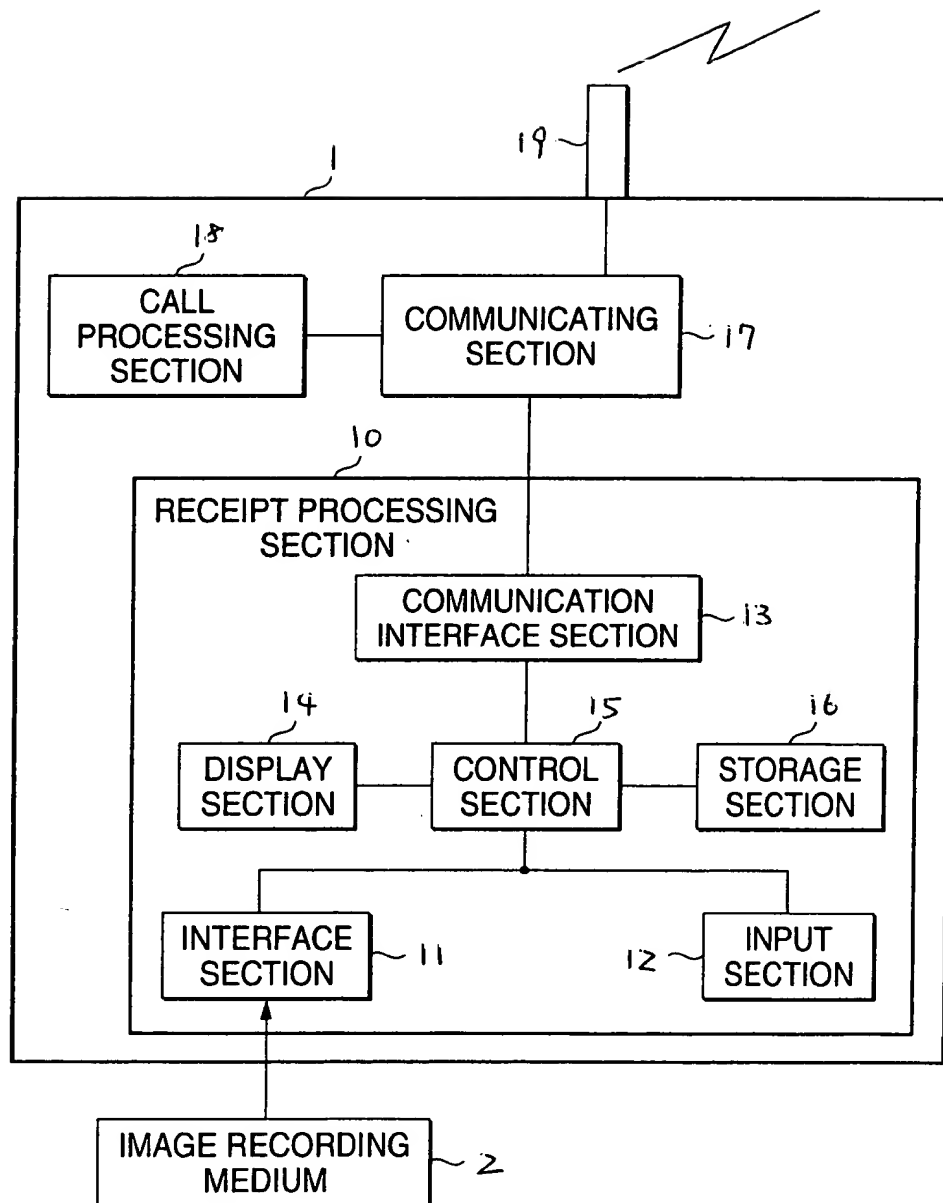 19
1
18
CALL
PROCESSING
SECTION
COMMUNICATING
SECTION
17
10
RECEIPT PROCESSING
SECTION
COMMUNICATION
INTERFACE SECTION
13
14
15
16
DISPLAY
SECTION
CONTROL
SECTION
STORAGE
SECTION
INTERFACE
SECTION
11
12
INPUT
SECTION
IMAGE RECORDING
MEDIUM
2